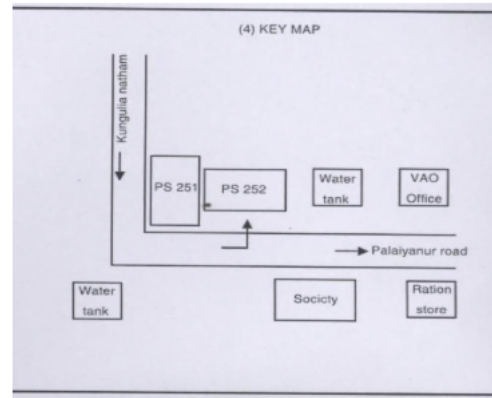 (4) KEY MAP
Kungulia natham
PS 251
PS 252
Water
tank
VAO
Office
Palaiyanur road
Water
tank
Socicty
Ration
store